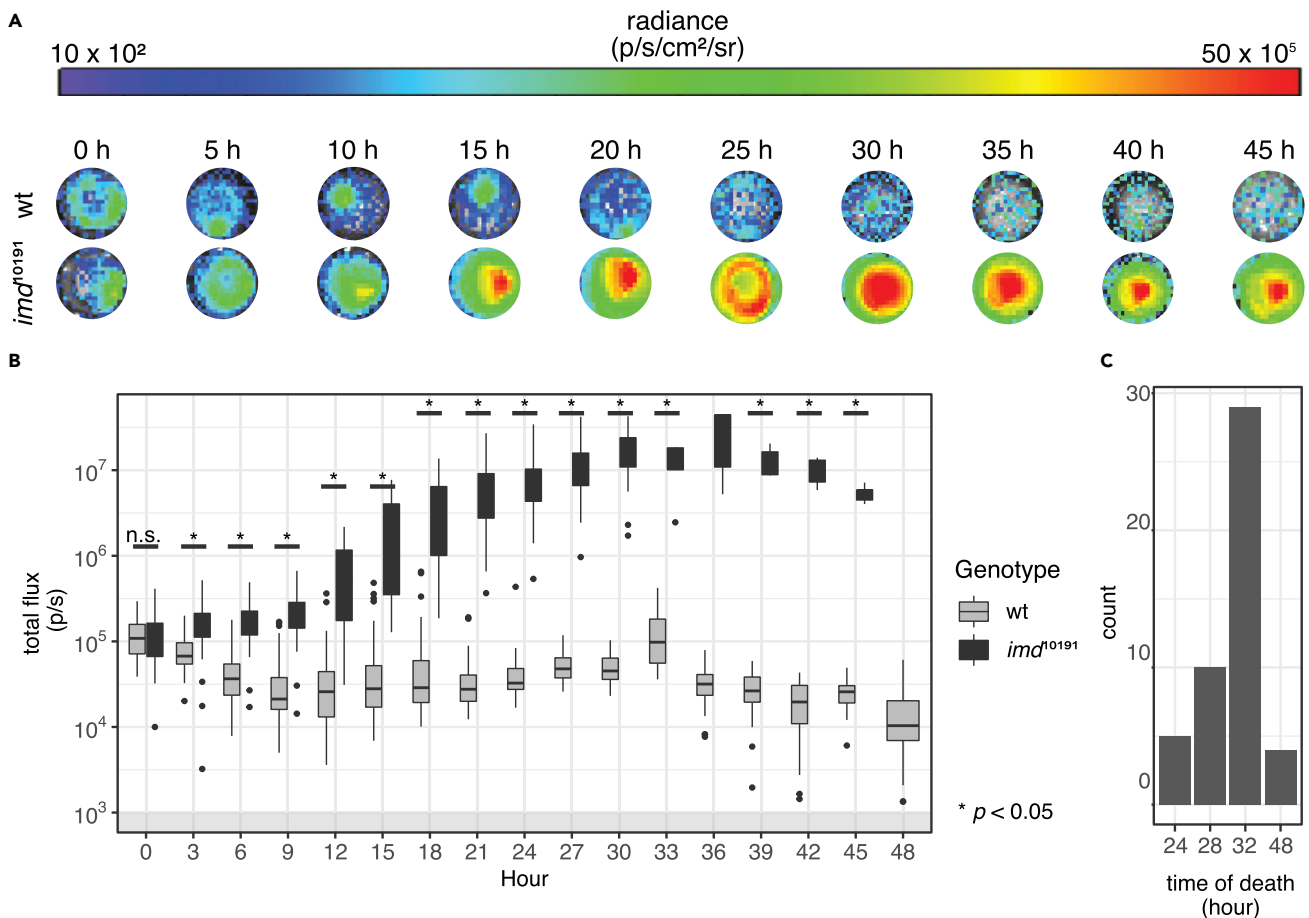 A
radiance
(p/s/cm²/sr)
10 x 10²
50 x 10⁵
0 h 5 h 10 h 15 h 20 h 25 h 30 h 35 h 40 h 45 h
wt
imd¹⁰¹⁹¹
B
C
n.s. * * * * * * * * * * * * * *
10⁷
10⁶
10⁵
10⁴
10³
total flux
(p/s)
0 3 6 9 12 15 18 21 24 27 30 33 36 39 42 45 48
Hour
Genotype
wt
imd¹⁰¹⁹¹
* p < 0.05
30
20
10
0
count
24 28 32 48
time of death
(hour)